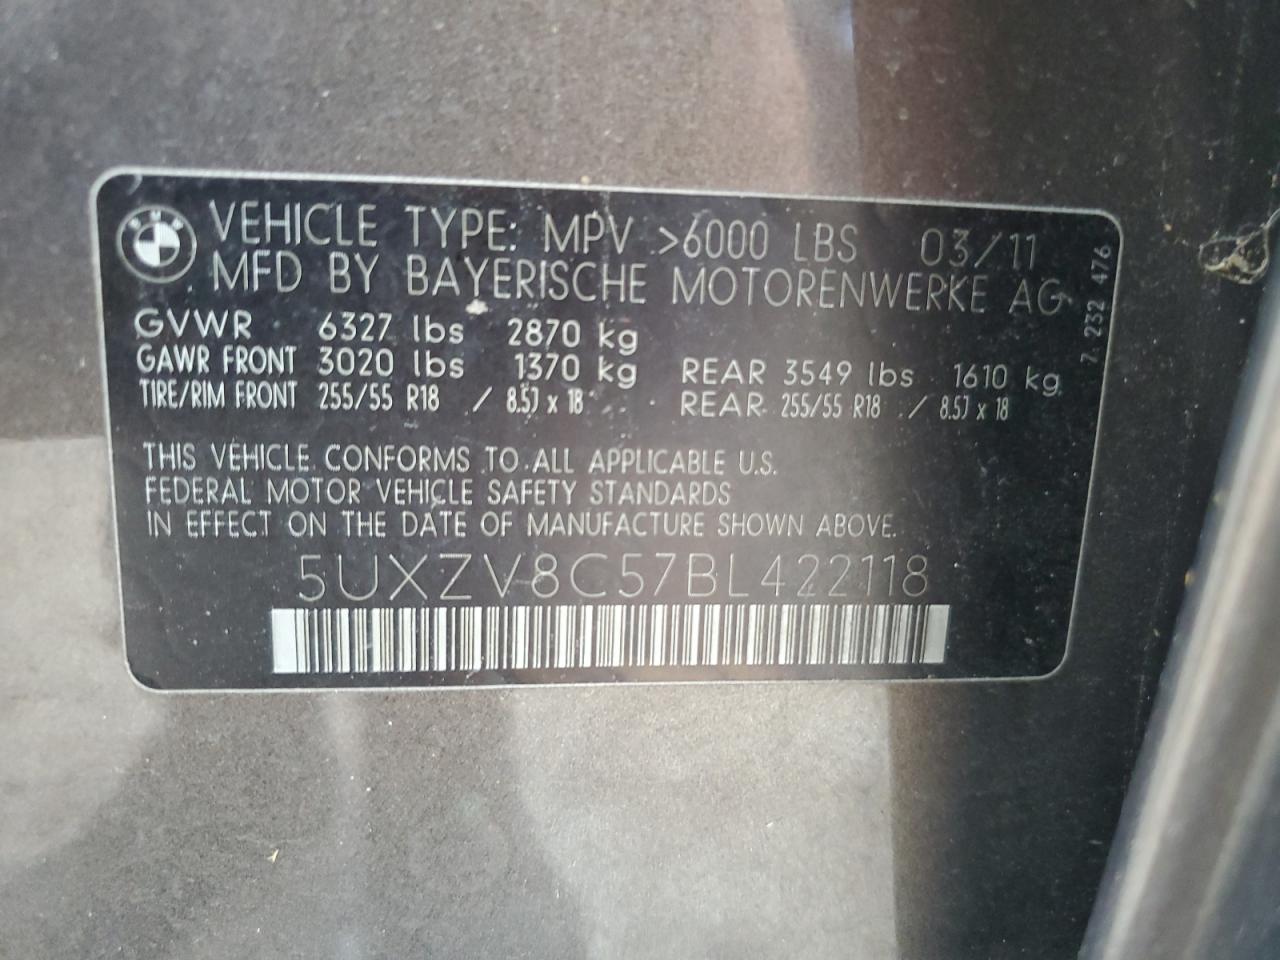 BMW
VEHICLE TYPE: MPV >6000 LBS 03/11
MFD BY BAYERISCHE MOTORENWERKE AG
GVWR 6327 lbs 2870 kg
GAWR FRONT 3020 lbs 1370 kg REAR 3549 lbs 1610 kg
TIRE/RIM FRONT 255/55 R18 / 8.5J x 18 REAR 255/55 R18 / 8.5J x 18
THIS VEHICLE CONFORMS TO ALL APPLICABLE U.S.
FEDERAL MOTOR VEHICLE SAFETY STANDARDS
IN EFFECT ON THE DATE OF MANUFACTURE SHOWN ABOVE.
5UXZV8C57BL422118
7 232 476